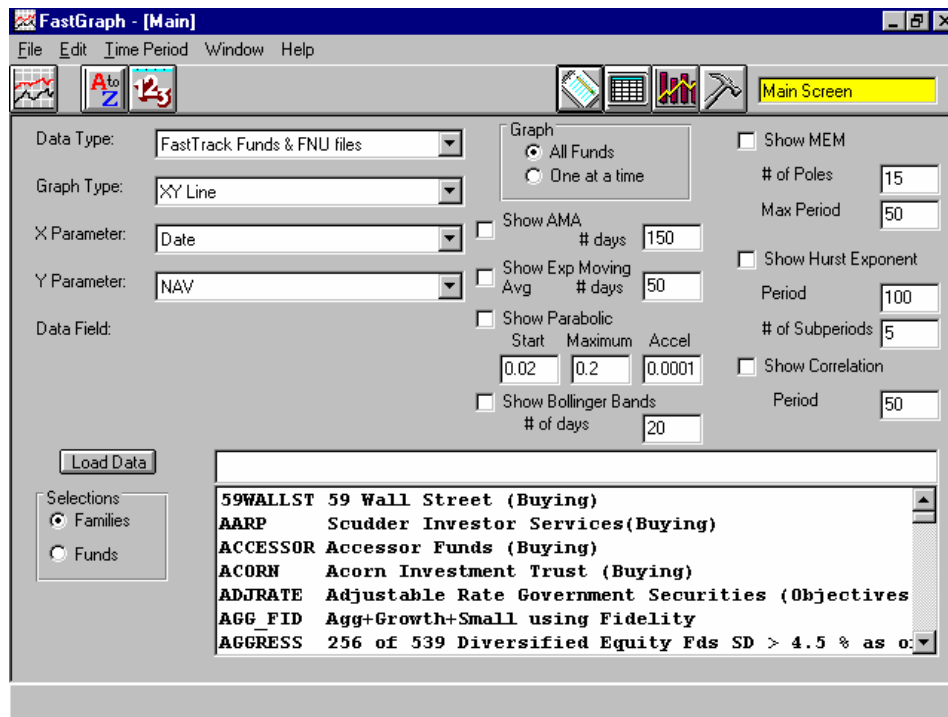 FastGraph - [Main]
File Edit Time Period Window Help
A to Z 123 Main Screen
Data Type: FastTrack Funds & FNU files
Graph Type: XY Line
X Parameter: Date
Y Parameter: NAV
Data Field:
Graph
All Funds
One at a time
Show AMA
# days 150
Show Exp Moving
Avg # days 50
Show Parabolic
Start Maximum Accel
0.02 0.2 0.0001
Show Bollinger Bands
# of days 20
Show MEM
# of Poles 15
Max Period 50
Show Hurst Exponent
Period 100
# of Subperiods 5
Show Correlation
Period 50
Load Data
Selections
Families
Funds
59WALLST 59 Wall Street (Buying)
AARP Scudder Investor Services(Buying)
ACCESSOR Accessor Funds (Buying)
ACORN Acorn Investment Trust (Buying)
ADJRATE Adjustable Rate Government Securities (Objectives
AGG_FID Agg+Growth+Small using Fidelity
AGGRESS 256 of 539 Diversified Equity Fds SD > 4.5 % as o